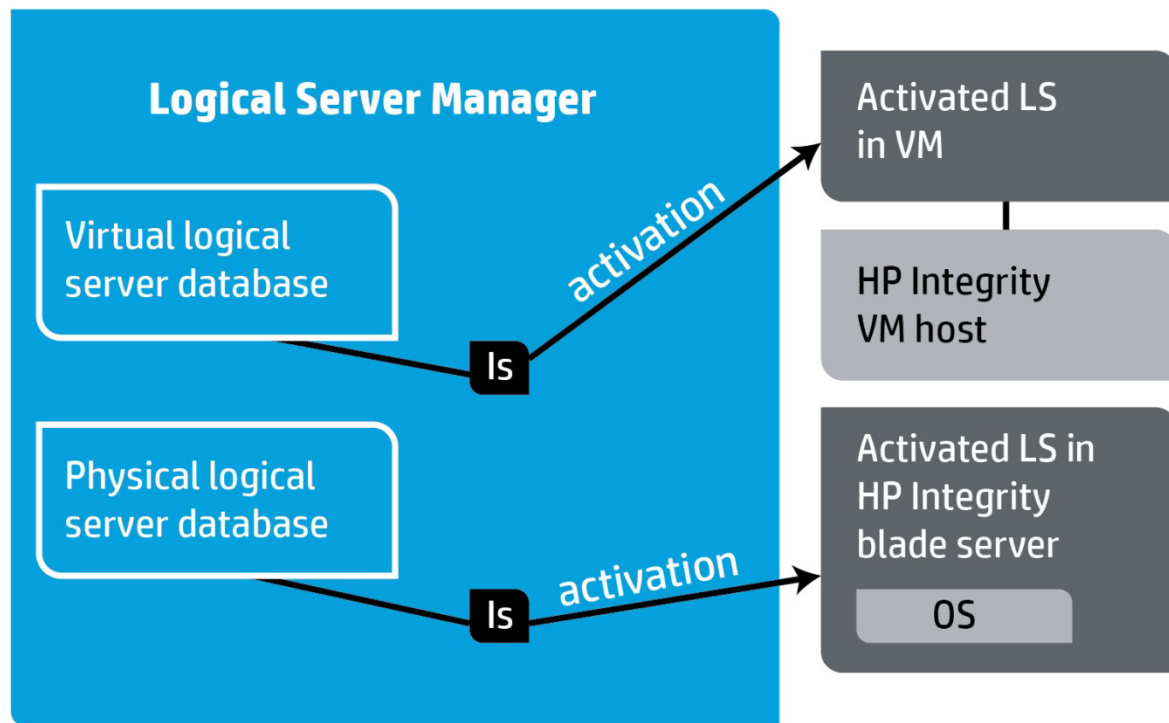 Logical Server Manager
Virtual logical
server database
ls
activation
Activated LS
in VM
HP Integrity
VM host
Physical logical
server database
ls
activation
Activated LS in
HP Integrity
blade server
OS